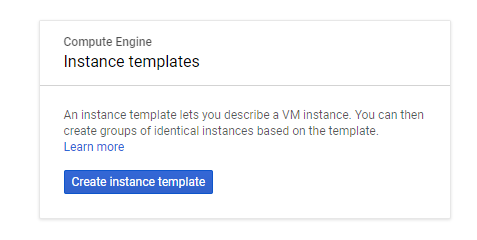 Compute Engine
Instance templates
An instance template lets you describe a VM instance. You can then
create groups of identical instances based on the template.
Learn more
Create instance template